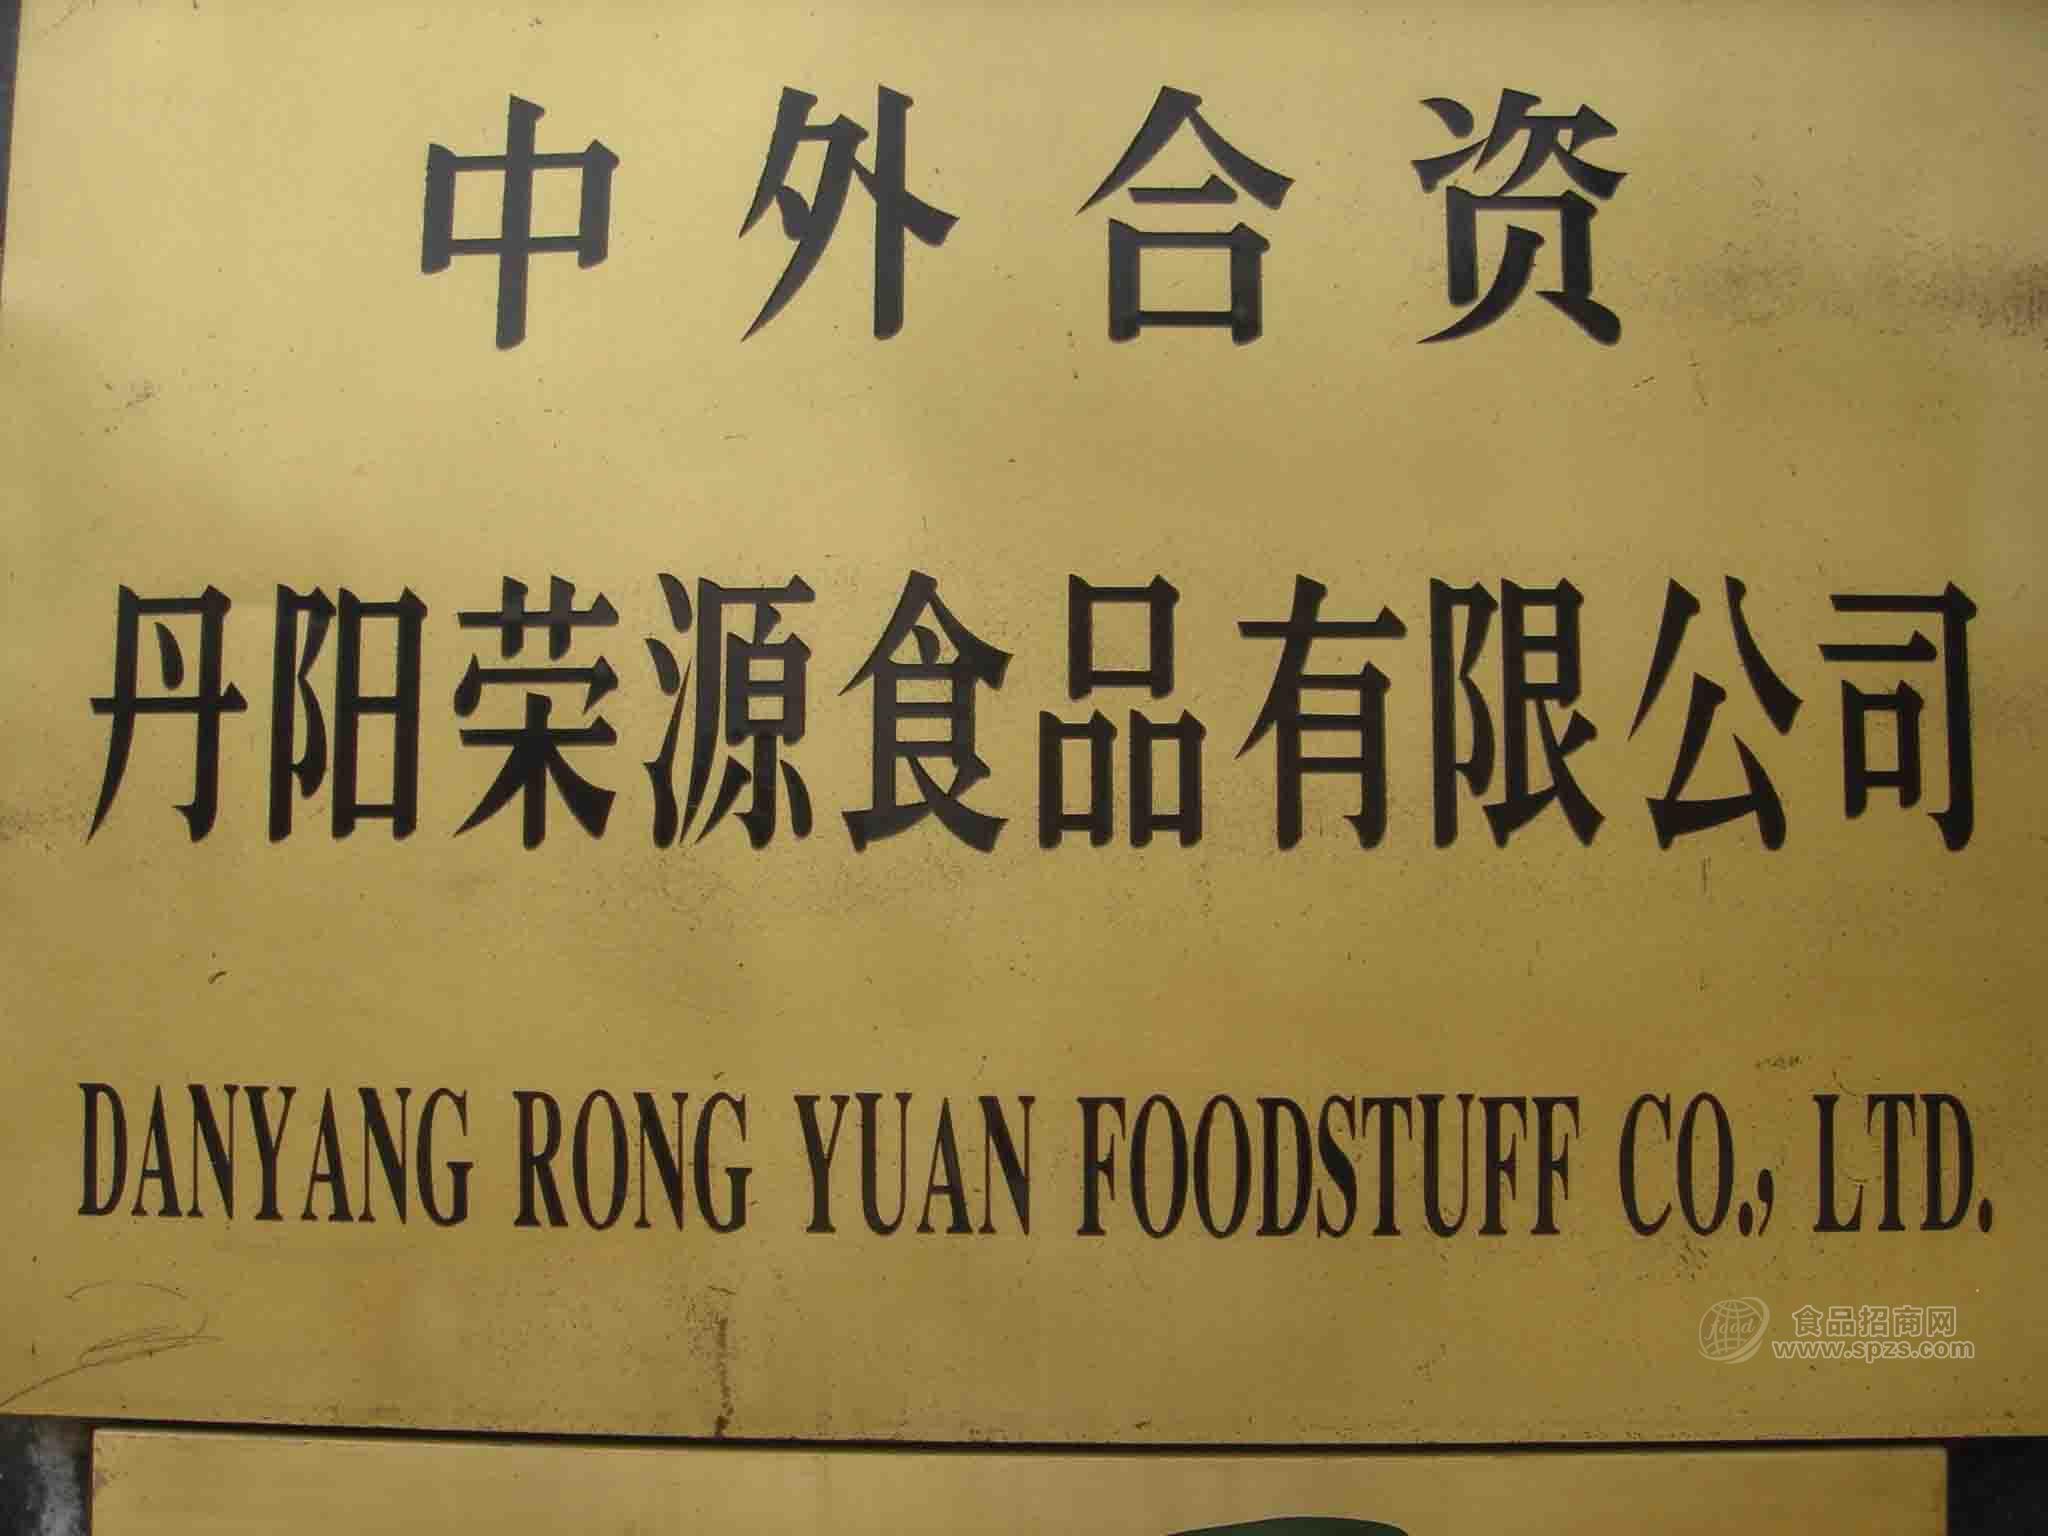 中外合资
丹阳荣源食品有限公司
DANYANG RONG YUAN FOODSTUFF CO., LTD.
food
食品招商网
www.spzs.com